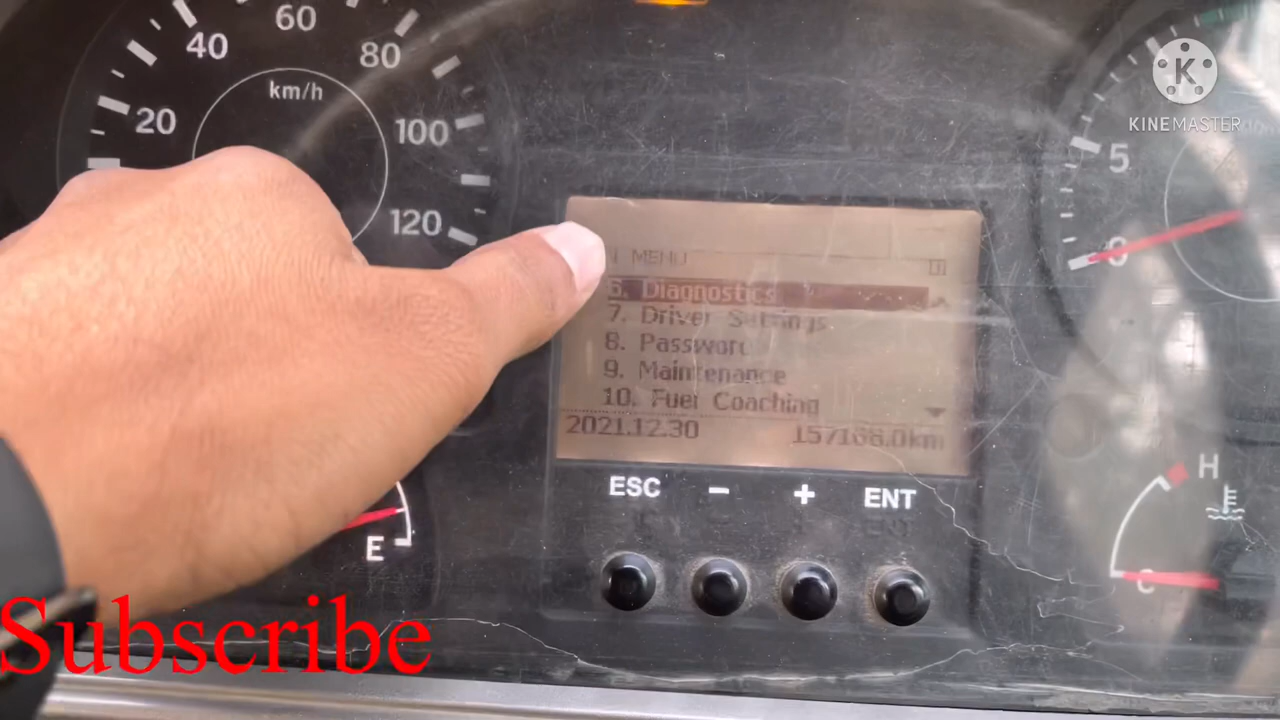 60
40
80
km/h
20
100
120
KINEMASTER
5
MENU
6. Diagnostics
7. Driver Settings
8. Password
9. Maintenance
10. Fuel Coaching
2021.12.30 157168.0km
ESC - + ENT
H
E
C
Subscribe